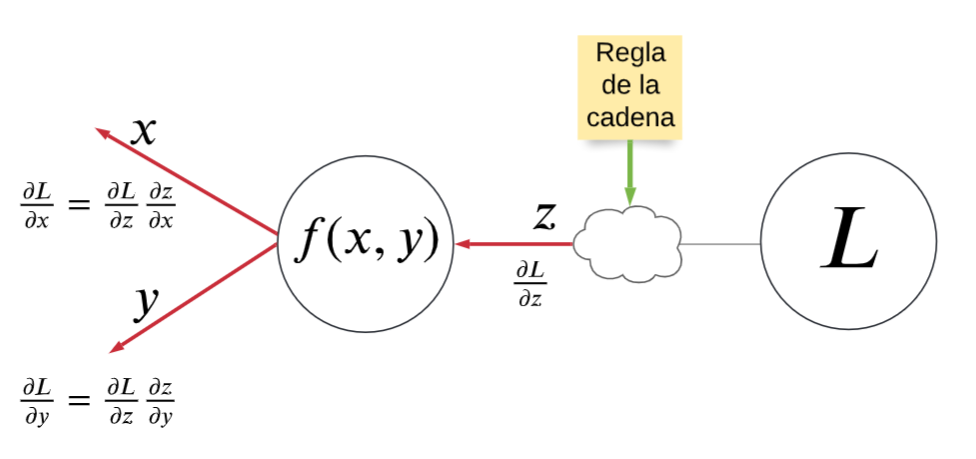 Regla
de la
cadena
x
∂L/∂x = ∂L/∂z ∂z/∂x
f(x, y)
z
∂L/∂z
L
y
∂L/∂y = ∂L/∂z ∂z/∂y